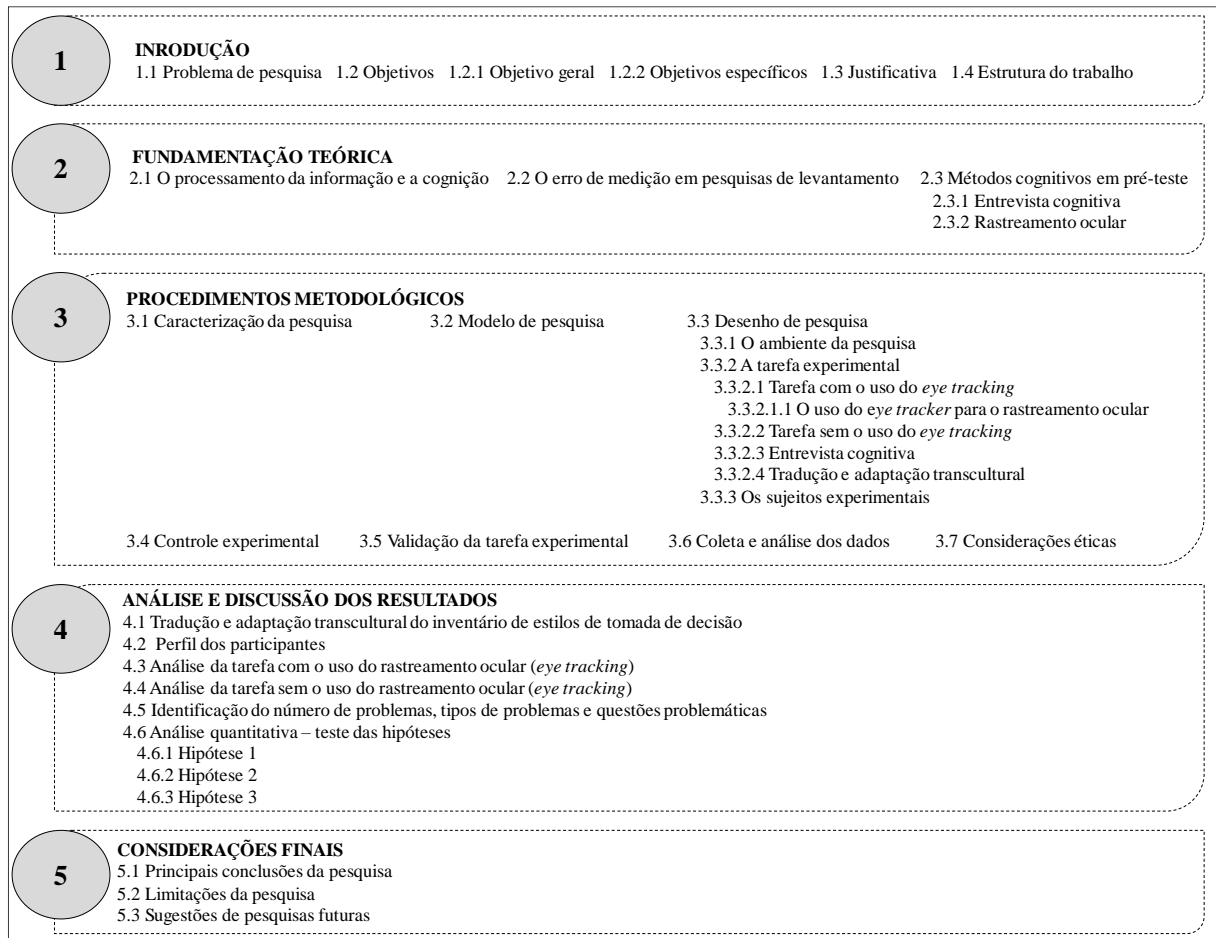 1
INRODUÇÃO
1.1 Problema de pesquisa 1.2 Objetivos 1.2.1 Objetivo geral 1.2.2 Objetivos específicos 1.3 Justificativa 1.4 Estrutura do trabalho
2
FUNDAMENTAÇÃO TEÓRICA
2.1 O processamento da informação e a cognição 2.2 O erro de medição em pesquisas de levantamento 2.3 Métodos cognitivos em pré-teste
2.3.1 Entrevista cognitiva
2.3.2 Rastreamento ocular
3
PROCEDIMENTOS METODOLÓGICOS
3.1 Caracterização da pesquisa 3.2 Modelo de pesquisa 3.3 Desenho de pesquisa
3.3.1 O ambiente da pesquisa
3.3.2 A tarefa experimental
3.3.2.1 Tarefa com o uso do eye tracking
3.3.2.1.1 O uso do eye tracker para o rastreamento ocular
3.3.2.2 Tarefa sem o uso do eye tracking
3.3.2.3 Entrevista cognitiva
3.3.2.4 Tradução e adaptação transcultural
3.3.3 Os sujeitos experimentais
3.4 Controle experimental 3.5 Validação da tarefa experimental 3.6 Coleta e análise dos dados 3.7 Considerações éticas
4
ANÁLISE E DISCUSSÃO DOS RESULTADOS
4.1 Tradução e adaptação transcultural do inventário de estilos de tomada de decisão
4.2 Perfil dos participantes
4.3 Análise da tarefa com o uso do rastreamento ocular (eye tracking)
4.4 Análise da tarefa sem o uso do rastreamento ocular (eye tracking)
4.5 Identificação do número de problemas, tipos de problemas e questões problemáticas
4.6 Análise quantitativa – teste das hipóteses
4.6.1 Hipótese 1
4.6.2 Hipótese 2
4.6.3 Hipótese 3
5
CONSIDERAÇÕES FINAIS
5.1 Principais conclusões da pesquisa
5.2 Limitações da pesquisa
5.3 Sugestões de pesquisas futuras